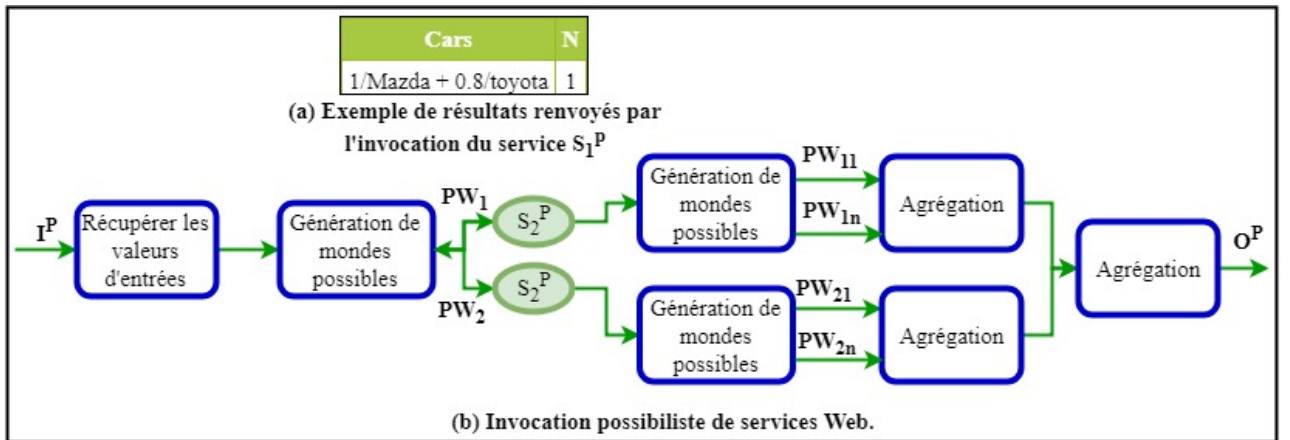 Cars N
1/Mazda + 0.8/toyota 1
(a) Exemple de résultats renvoyés par
l'invocation du service S₁ᵖ
Iᴾ
Récupérer les
valeurs
d'entrées
Génération de
mondes
possibles
PW₁
S₂ᴾ
PW₂
S₂ᴾ
Génération de
mondes
possibles
PW₁₁
PW₁ₙ
Agrégation
Génération de
mondes
possibles
PW₂₁
PW₂ₙ
Agrégation
Agrégation
Oᴾ
(b) Invocation possibiliste de services Web.